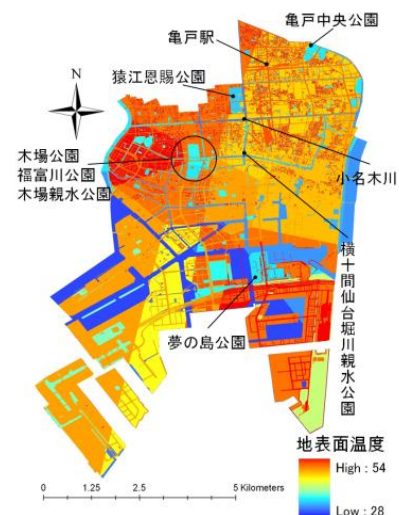 亀戸中央公園
亀戸駅
猿江恩賜公園
N
木場公園
福富川公園
木場親水公園
小名木川
横十間仙台堀川親水公園
夢の島公園
地表面温度
High : 54
Low : 28
0 1.25 2.5 5 Kilometers